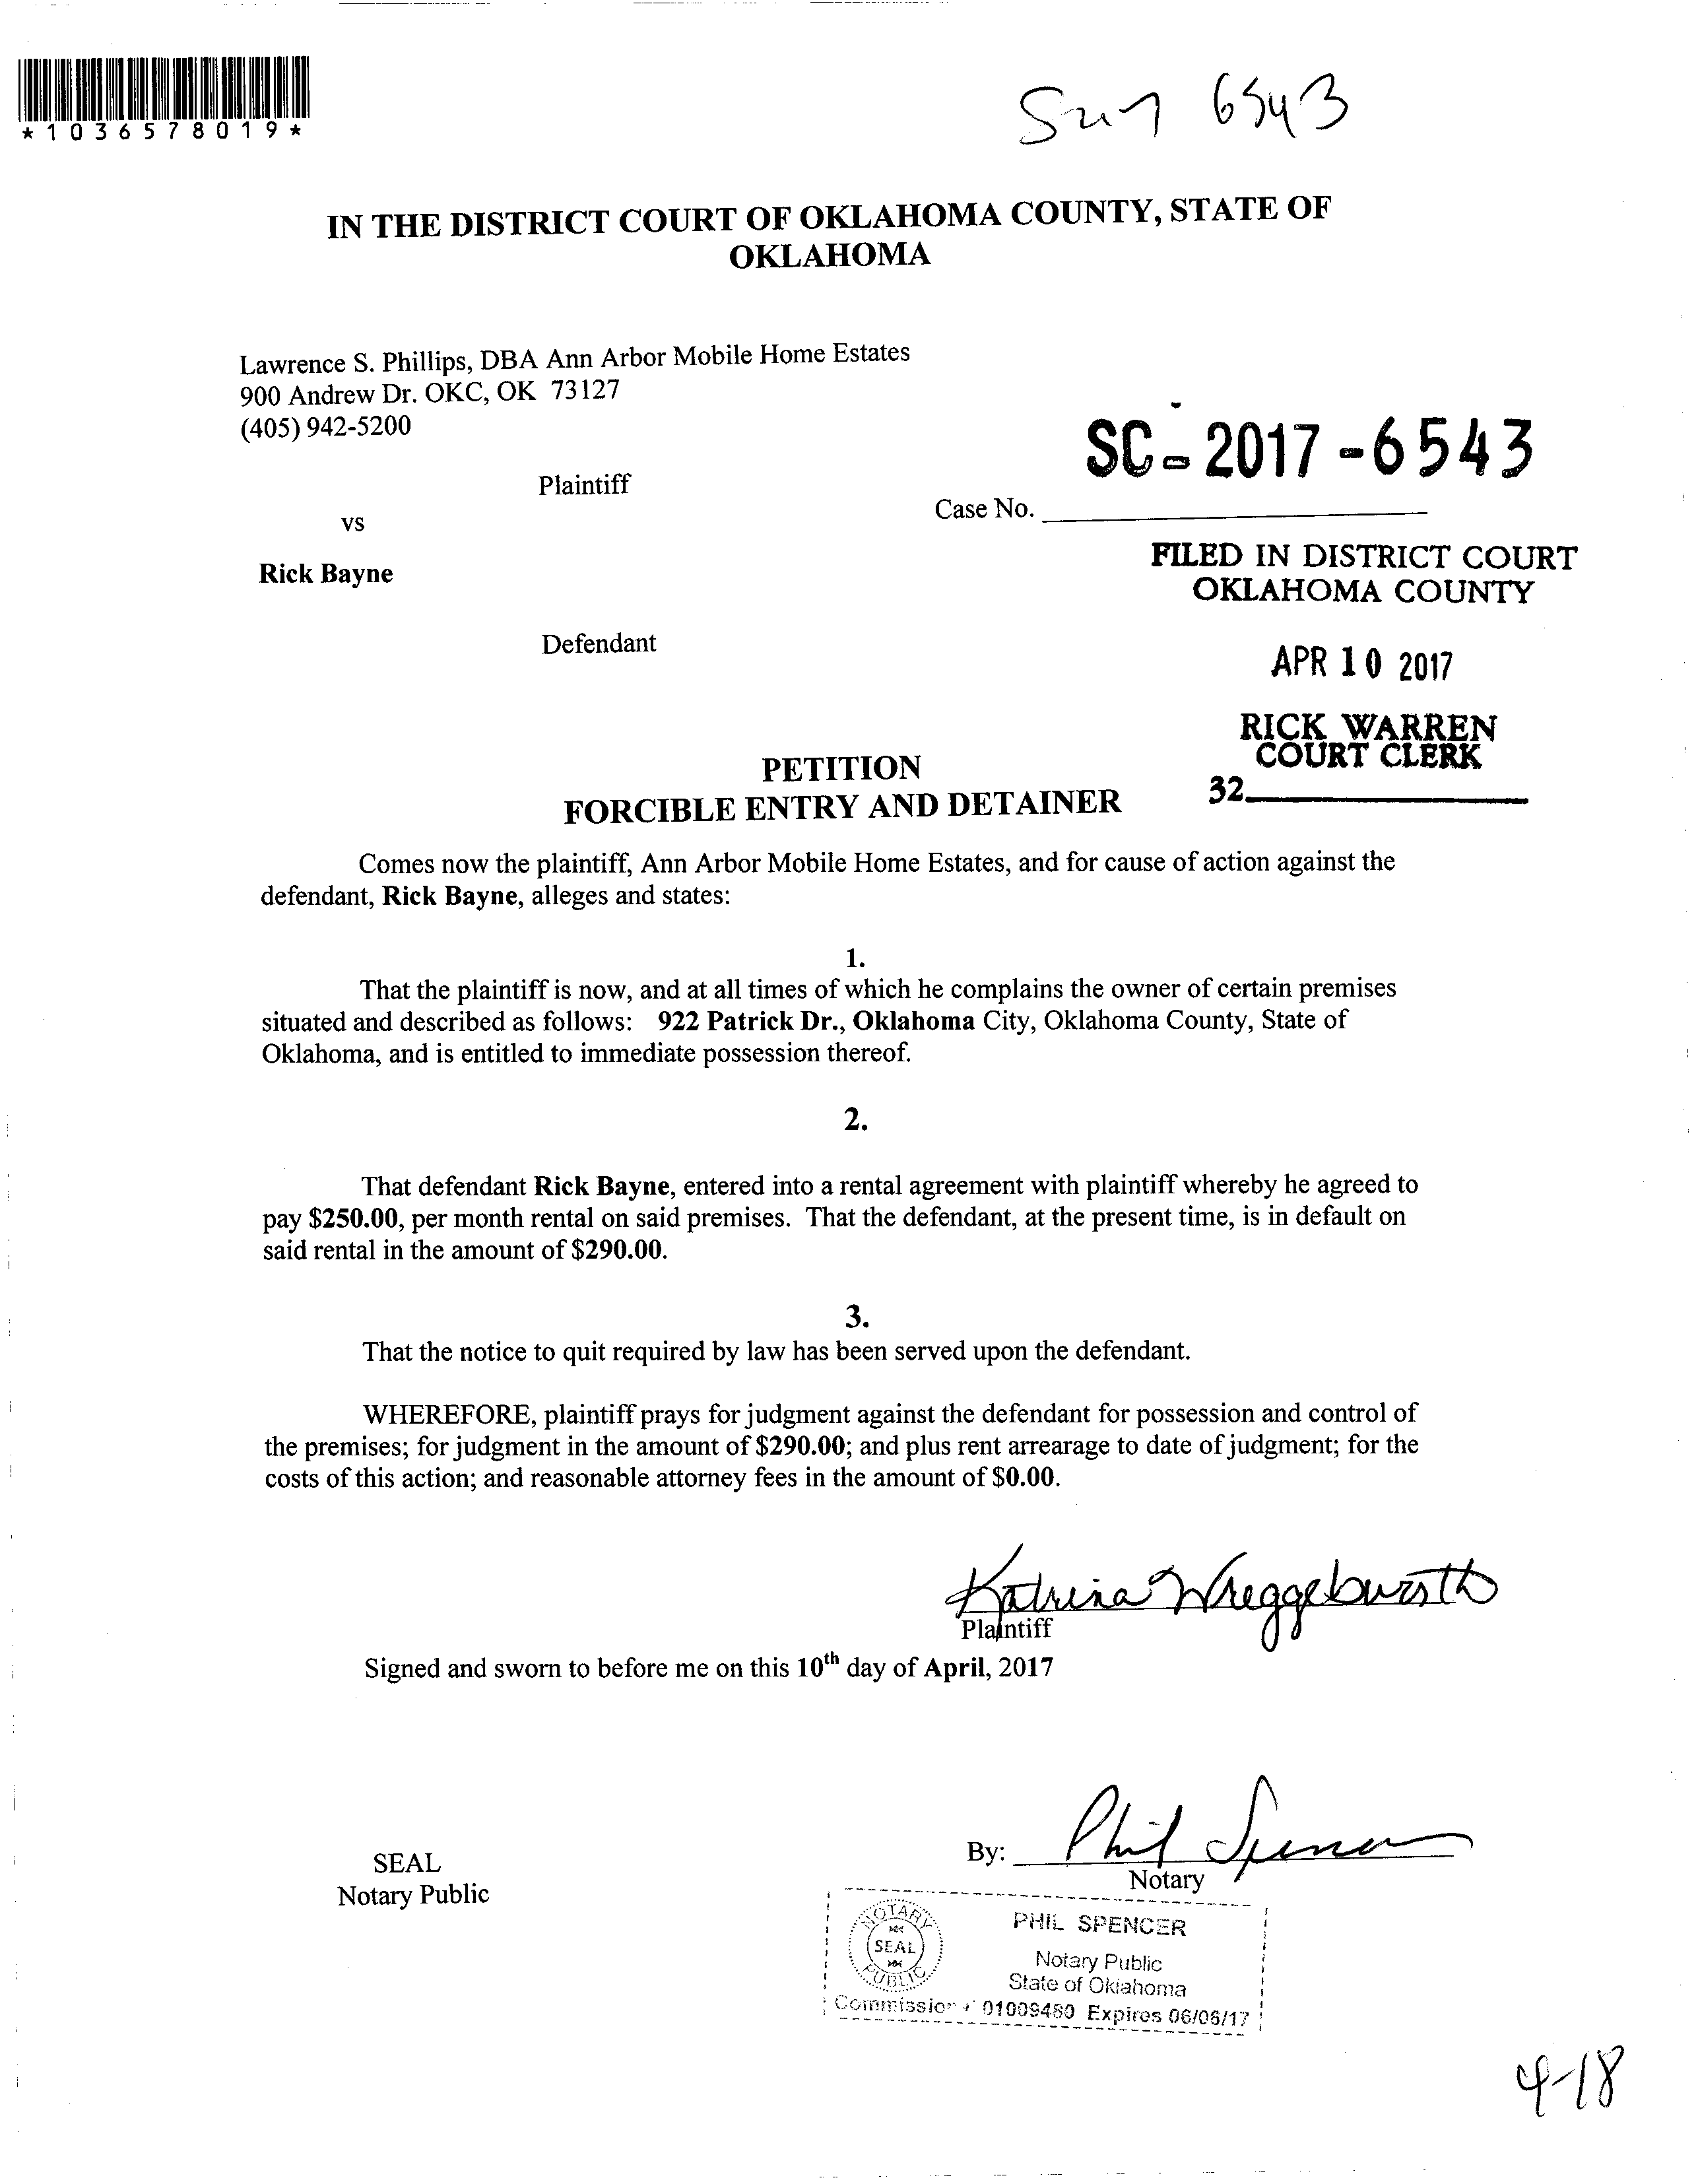 *1036578019*
6543
IN THE DISTRICT COURT OF OKLAHOMA COUNTY, STATE OF
OKLAHOMA
Lawrence S. Phillips, DBA Ann Arbor Mobile Home Estates
900 Andrew Dr. OKC, OK 73127
(405) 942-5200
SC-2017-6543
Plaintiff
Case No.
vs
FILED IN DISTRICT COURT
OKLAHOMA COUNTY
Rick Bayne
Defendant
APR 10 2017
RICK WARREN
COURT CLERK
32
PETITION
FORCIBLE ENTRY AND DETAINER
Comes now the plaintiff, Ann Arbor Mobile Home Estates, and for cause of action against the
defendant, Rick Bayne, alleges and states:
1.
That the plaintiff is now, and at all times of which he complains the owner of certain premises
situated and described as follows: 922 Patrick Dr., Oklahoma City, Oklahoma County, State of
Oklahoma, and is entitled to immediate possession thereof.
2.
That defendant Rick Bayne, entered into a rental agreement with plaintiff whereby he agreed to
pay $250.00, per month rental on said premises. That the defendant, at the present time, is in default on
said rental in the amount of $290.00.
3.
That the notice to quit required by law has been served upon the defendant.
WHEREFORE, plaintiff prays for judgment against the defendant for possession and control of
the premises; for judgment in the amount of $290.00; and plus rent arrearage to date of judgment; for the
costs of this action; and reasonable attorney fees in the amount of $0.00.
Katrina Wreggelsworth
Plaintiff
Signed and sworn to before me on this 10th day of April, 2017
By: Phil Spencer
Notary
SEAL
Notary Public
NOTARY
SEAL
PUBLIC
PHIL SPENCER
Notary Public
State of Oklahoma
Commission # 01009480 Expires 06/06/17
4-18